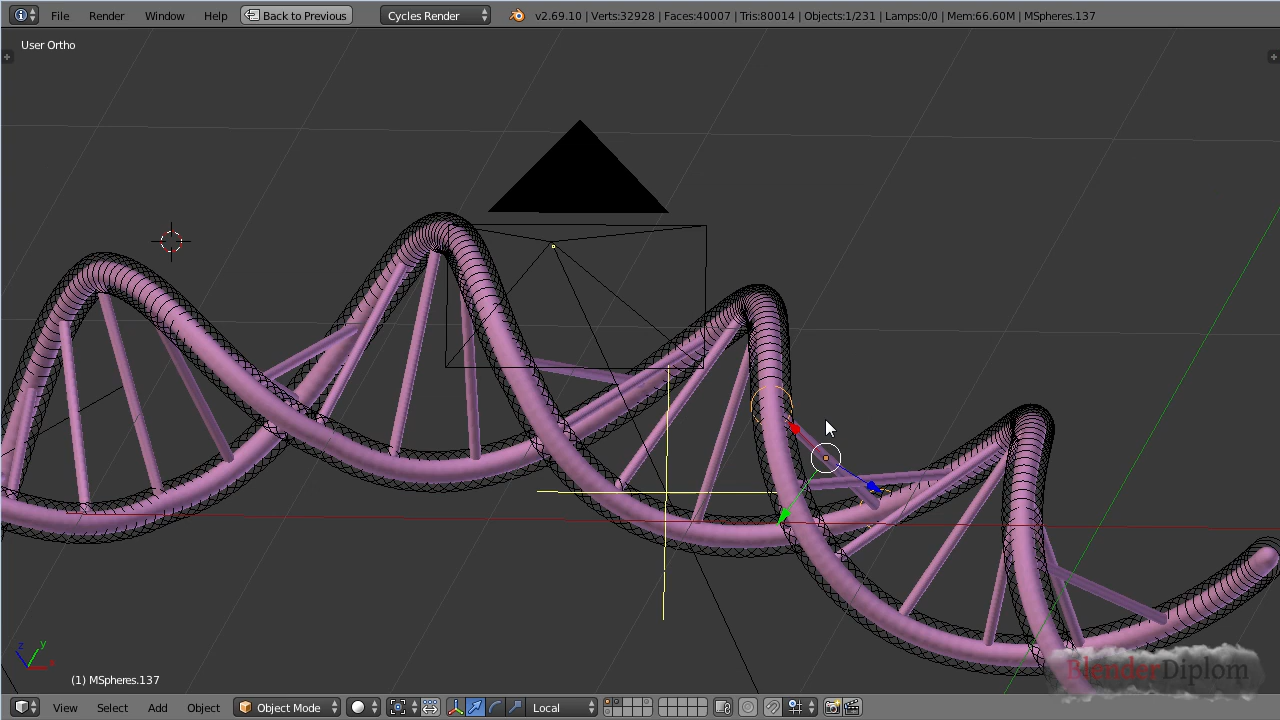 File Render Window Help Back to Previous Cycles Render v2.69.10 | Verts:32928 | Faces:40007 | Tris:80014 | Objects:1/231 | Lamps:0/0 | Mem:66.60M | MSpheres.137
User Ortho
z y x
(1) MSpheres.137
BlenderDiplom
View Select Add Object Object Mode Local